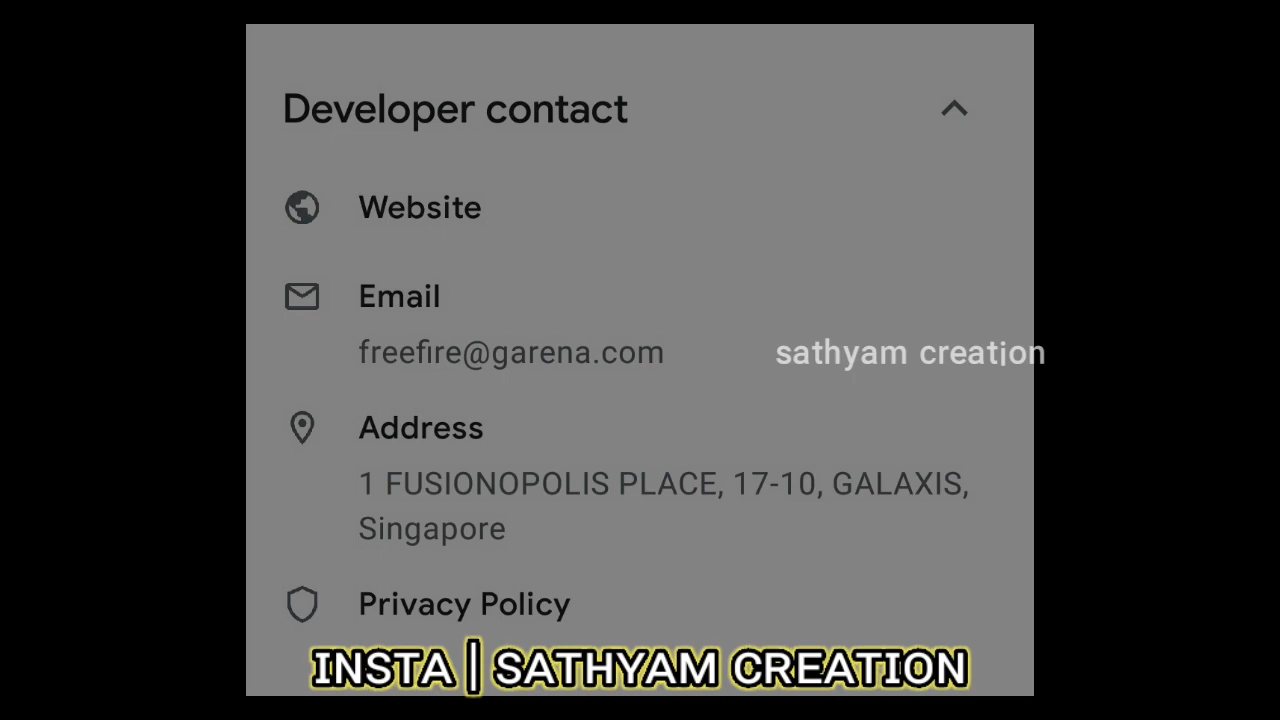 Developer contact
Website
Email
freefire@garena.com
sathyam creation
Address
1 FUSIONOPOLIS PLACE, 17-10, GALAXIS,
Singapore
Privacy Policy
INSTA | SATHYAM CREATION